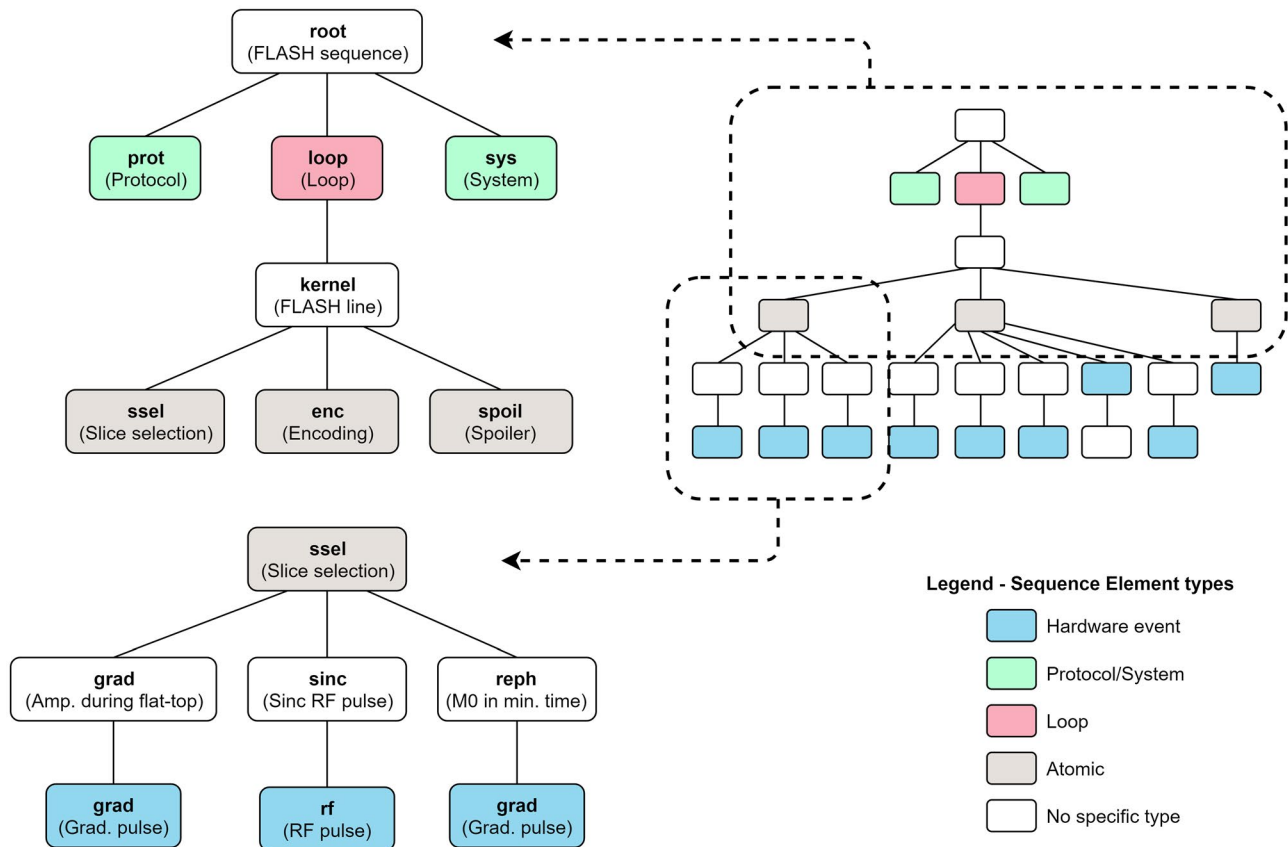 root
(FLASH sequence)
prot
(Protocol)
loop
(Loop)
sys
(System)
kernel
(FLASH line)
ssel
(Slice selection)
enc
(Encoding)
spoil
(Spoiler)
ssel
(Slice selection)
grad
(Amp. during flat-top)
sinc
(Sinc RF pulse)
reph
(M0 in min. time)
grad
(Grad. pulse)
rf
(RF pulse)
grad
(Grad. pulse)
Legend - Sequence Element types
Hardware event
Protocol/System
Loop
Atomic
No specific type